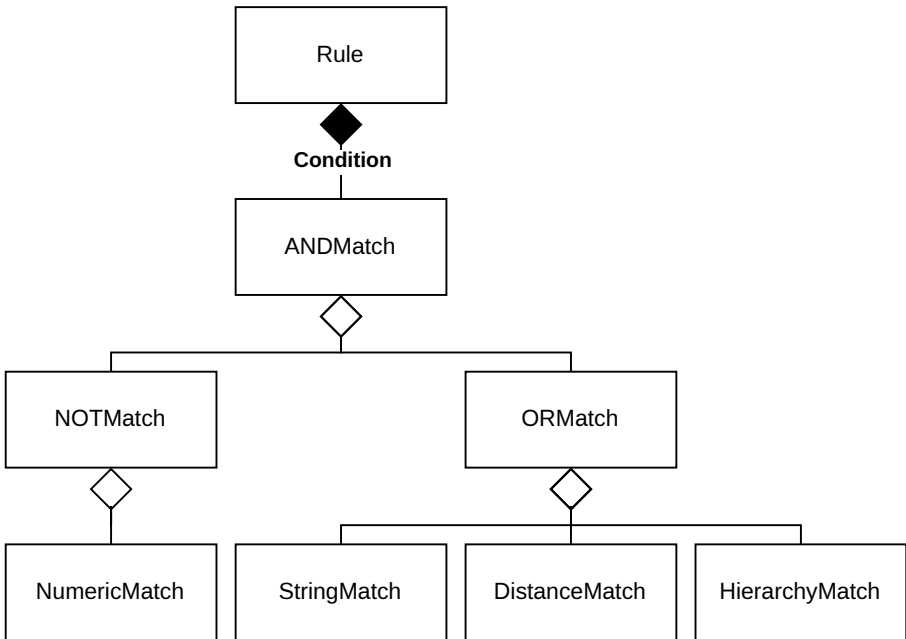 Rule
Condition
ANDMatch
NOTMatch
ORMatch
NumericMatch
StringMatch
DistanceMatch
HierarchyMatch